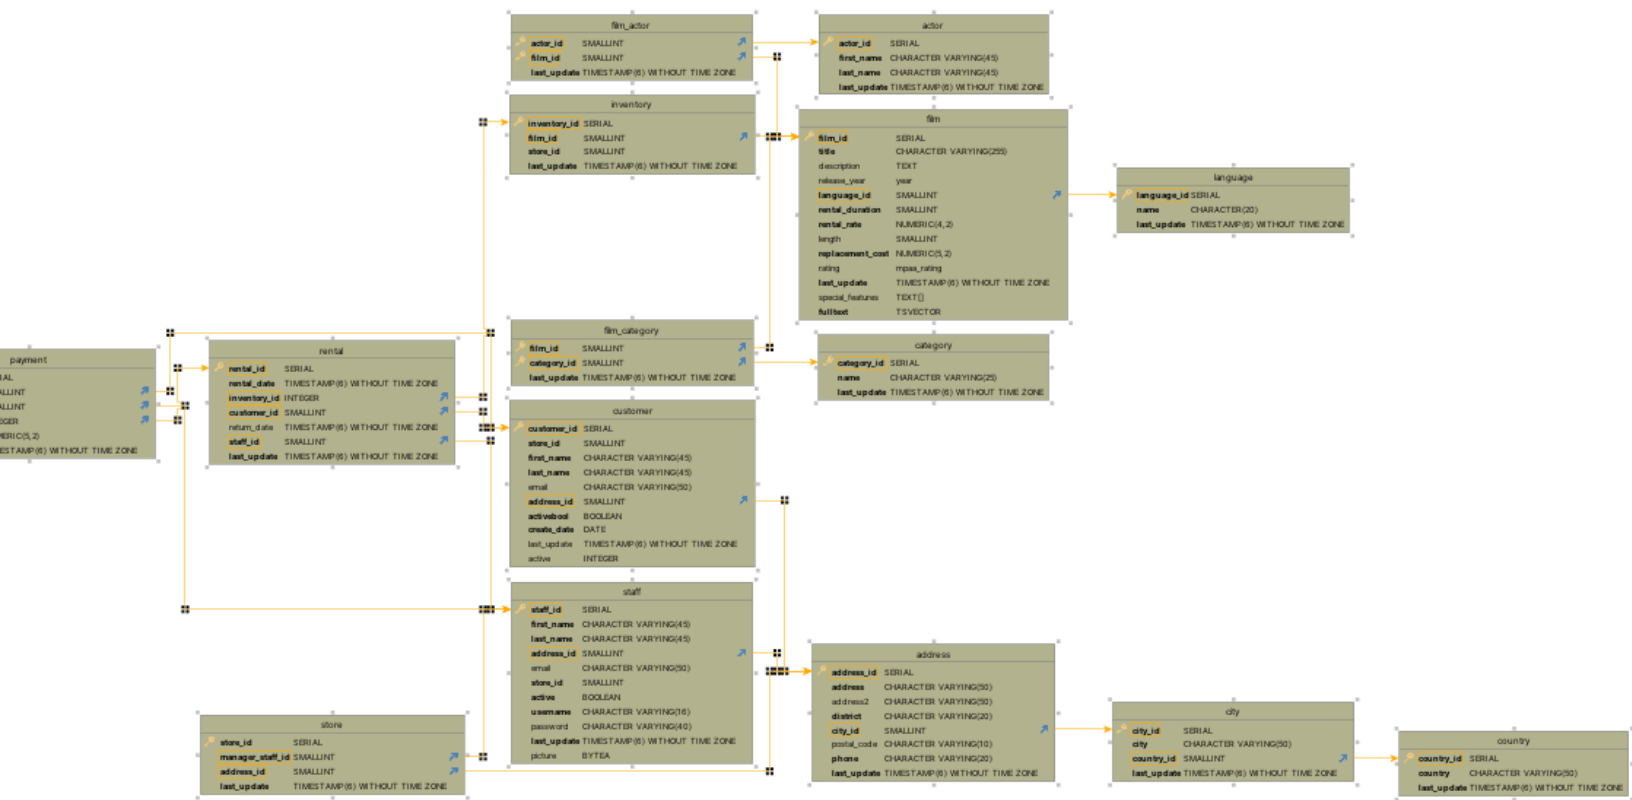 film_actor
actor_id SMALLINT
film_id SMALLINT
last_update TIMESTAMP(6) WITHOUT TIME ZONE
actor
actor_id SERIAL
first_name CHARACTER VARYING(45)
last_name CHARACTER VARYING(45)
last_update TIMESTAMP(6) WITHOUT TIME ZONE
inventory
inventory_id SERIAL
film_id SMALLINT
store_id SMALLINT
last_update TIMESTAMP(6) WITHOUT TIME ZONE
film
film_id SERIAL
title CHARACTER VARYING(255)
description TEXT
release_year year
language_id SMALLINT
rental_duration SMALLINT
rental_rate NUMERIC(4,2)
length SMALLINT
replacement_cost NUMERIC(5,2)
rating mpaa_rating
last_update TIMESTAMP(6) WITHOUT TIME ZONE
special_features TEXT[]
fulltext TSVECTOR
language
language_id SERIAL
name CHARACTER(20)
last_update TIMESTAMP(6) WITHOUT TIME ZONE
payment
IAL
ALLINT
ALLINT
EGER
MERIC(5,2)
ESTAMP(6) WITHOUT TIME ZONE
rental
rental_id SERIAL
rental_date TIMESTAMP(6) WITHOUT TIME ZONE
inventory_id INTEGER
customer_id SMALLINT
return_date TIMESTAMP(6) WITHOUT TIME ZONE
staff_id SMALLINT
last_update TIMESTAMP(6) WITHOUT TIME ZONE
film_category
film_id SMALLINT
category_id SMALLINT
last_update TIMESTAMP(6) WITHOUT TIME ZONE
category
category_id SERIAL
name CHARACTER VARYING(25)
last_update TIMESTAMP(6) WITHOUT TIME ZONE
customer
customer_id SERIAL
store_id SMALLINT
first_name CHARACTER VARYING(45)
last_name CHARACTER VARYING(45)
email CHARACTER VARYING(50)
address_id SMALLINT
activebool BOOLEAN
create_date DATE
last_update TIMESTAMP(6) WITHOUT TIME ZONE
active INTEGER
staff
staff_id SERIAL
first_name CHARACTER VARYING(45)
last_name CHARACTER VARYING(45)
address_id SMALLINT
email CHARACTER VARYING(50)
store_id SMALLINT
active BOOLEAN
username CHARACTER VARYING(16)
password CHARACTER VARYING(40)
last_update TIMESTAMP(6) WITHOUT TIME ZONE
picture BYTEA
store
store_id SERIAL
manager_staff_id SMALLINT
address_id SMALLINT
last_update TIMESTAMP(6) WITHOUT TIME ZONE
address
address_id SERIAL
address CHARACTER VARYING(50)
address2 CHARACTER VARYING(50)
district CHARACTER VARYING(20)
city_id SMALLINT
postal_code CHARACTER VARYING(10)
phone CHARACTER VARYING(20)
last_update TIMESTAMP(6) WITHOUT TIME ZONE
city
city_id SERIAL
city CHARACTER VARYING(50)
country_id SMALLINT
last_update TIMESTAMP(6) WITHOUT TIME ZONE
country
country_id SERIAL
country CHARACTER VARYING(50)
last_update TIMESTAMP(6) WITHOUT TIME ZONE